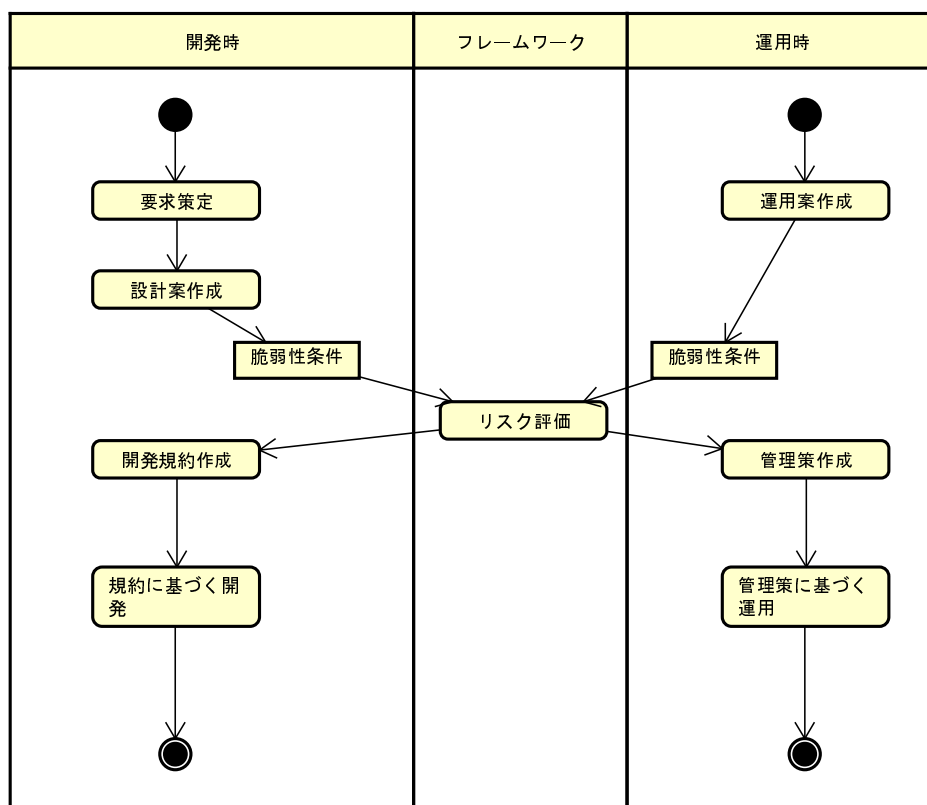 開発時
フレームワーク
運用時
要求策定
運用案作成
設計案作成
脆弱性条件
脆弱性条件
リスク評価
開発規約作成
管理策作成
規約に基づく開
発
管理策に基づく
運用